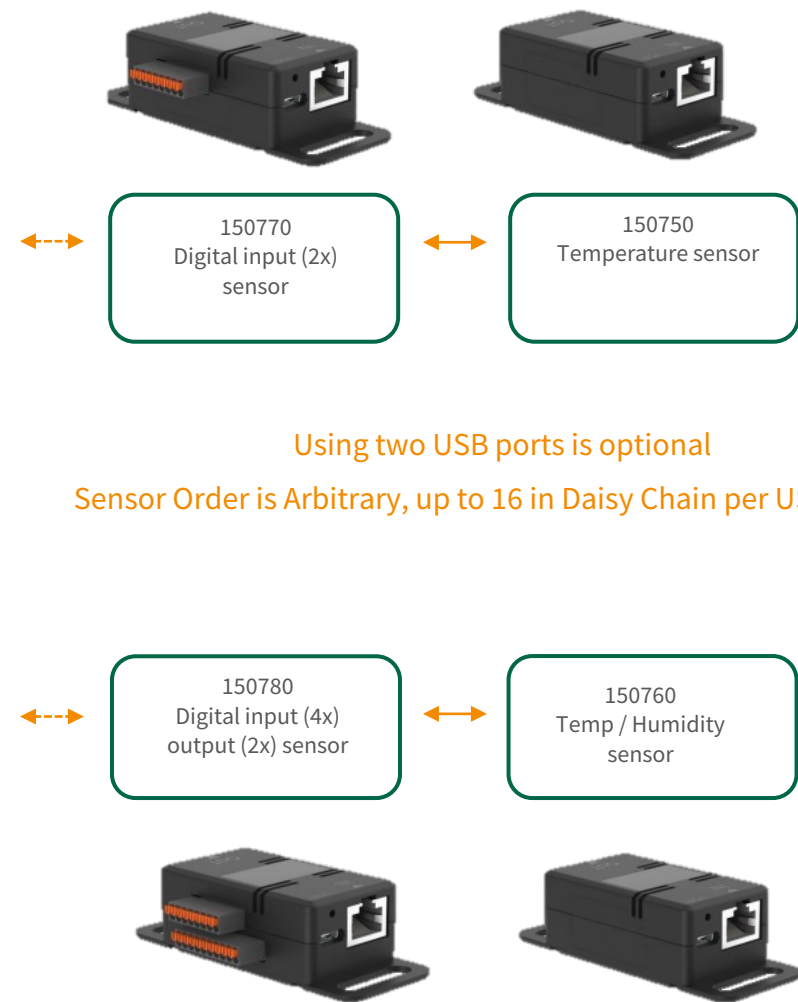 150770
Digital input (2x)
sensor
150750
Temperature sensor
Using two USB ports is optional
Sensor Order is Arbitrary, up to 16 in Daisy Chain per
150780
Digital input (4x)
output (2x) sensor
150760
Temp / Humidity
sensor